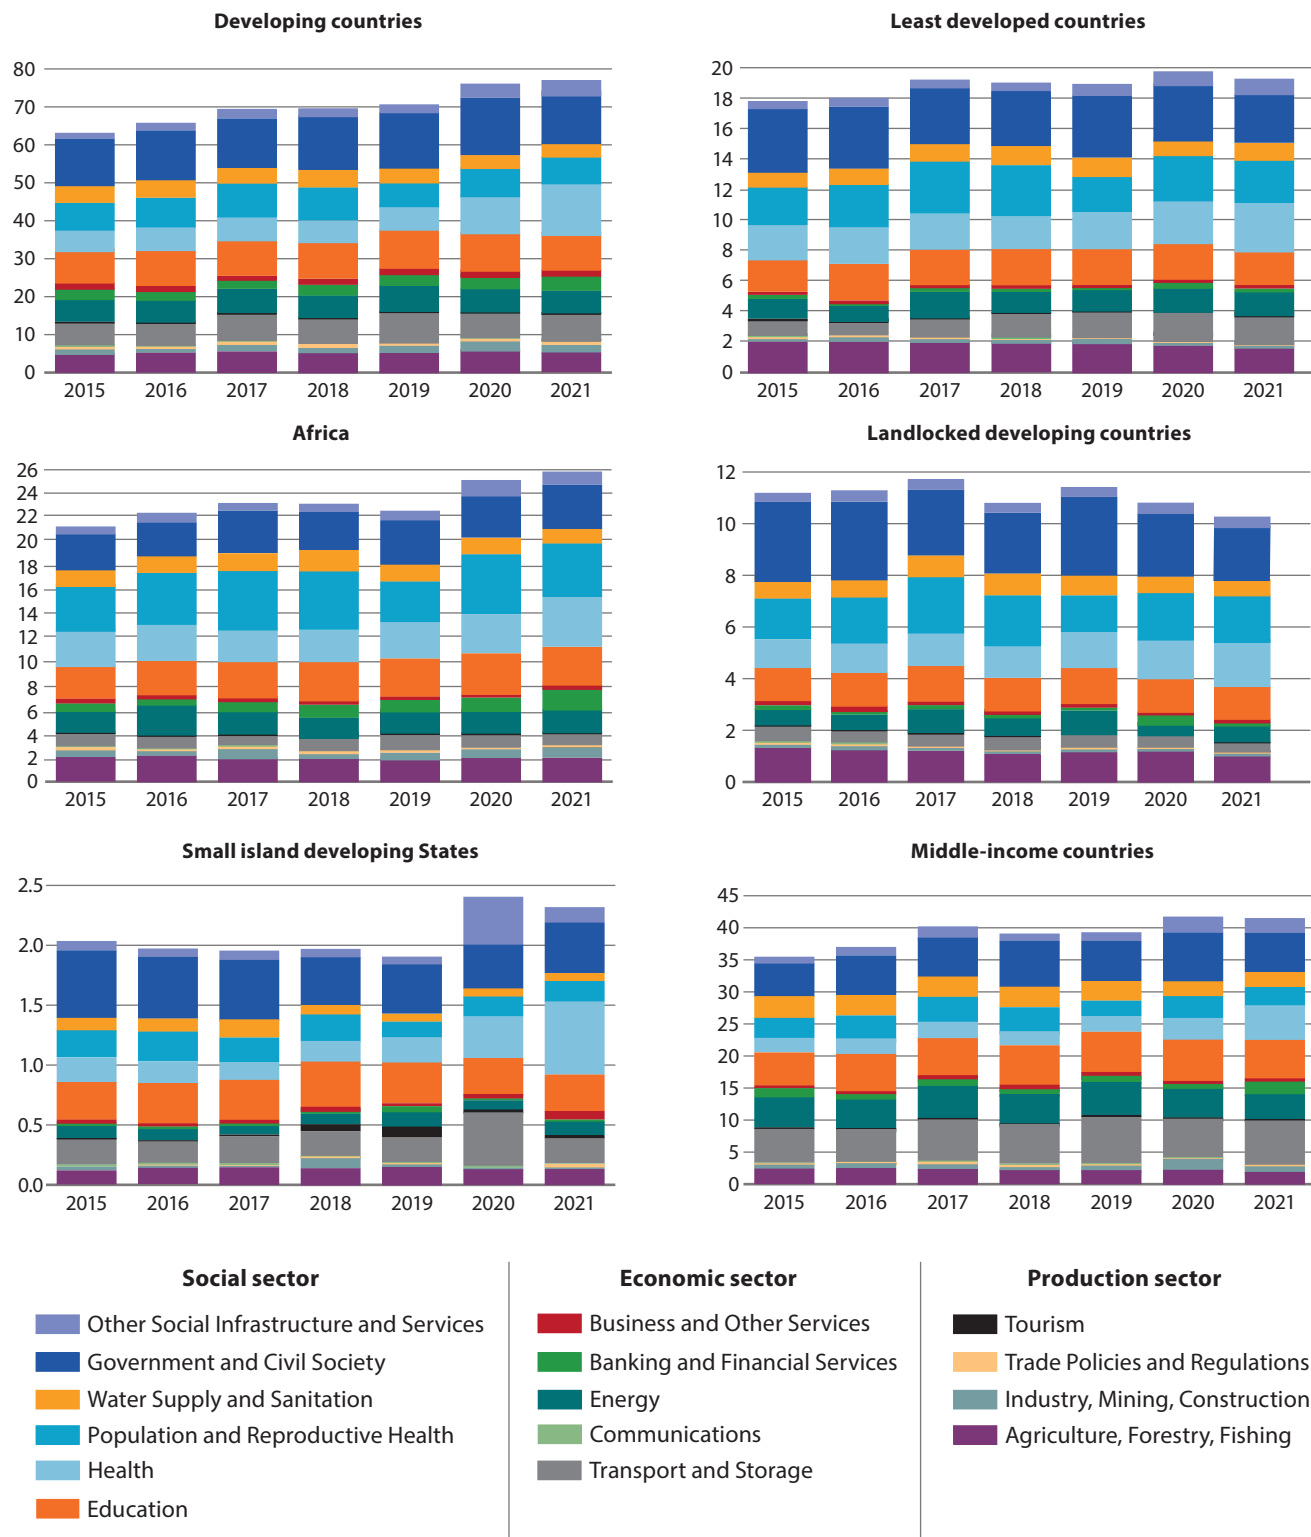 Developing countries
80
70
60
50
40
30
20
10
0
2015 2016 2017 2018 2019 2020 2021
Least developed countries
20
18
16
14
12
10
8
6
4
2
0
2015 2016 2017 2018 2019 2020 2021
Africa
26
24
22
20
18
16
14
12
10
8
6
4
2
0
2015 2016 2017 2018 2019 2020 2021
Landlocked developing countries
12
10
8
6
4
2
0
2015 2016 2017 2018 2019 2020 2021
Small island developing States
2.5
2.0
1.5
1.0
0.5
0.0
2015 2016 2017 2018 2019 2020 2021
Middle-income countries
45
40
35
30
25
20
15
10
5
0
2015 2016 2017 2018 2019 2020 2021
Social sector
Other Social Infrastructure and Services
Government and Civil Society
Water Supply and Sanitation
Population and Reproductive Health
Health
Education
Economic sector
Business and Other Services
Banking and Financial Services
Energy
Communications
Transport and Storage
Production sector
Tourism
Trade Policies and Regulations
Industry, Mining, Construction
Agriculture, Forestry, Fishing